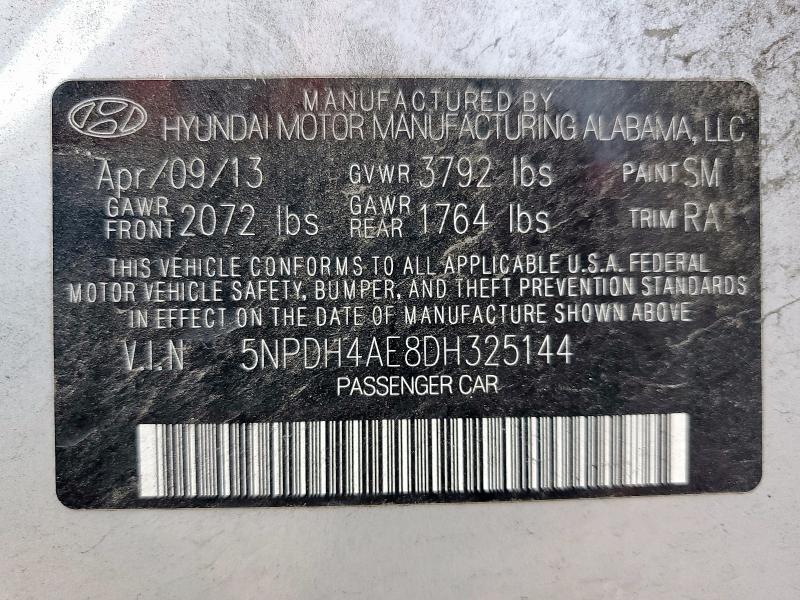 MANUFACTURED BY
HYUNDAI MOTOR MANUFACTURING ALABAMA, LLC
Apr/09/13 GVWR 3792 lbs PAINT SM
GAWR FRONT 2072 lbs GAWR REAR 1764 lbs TRIM RA
THIS VEHICLE CONFORMS TO ALL APPLICABLE U.S.A. FEDERAL
MOTOR VEHICLE SAFETY, BUMPER, AND THEFT PREVENTION STANDARDS
IN EFFECT ON THE DATE OF MANUFACTURE SHOWN ABOVE
V.I.N 5NPDH4AE8DH325144
PASSENGER CAR